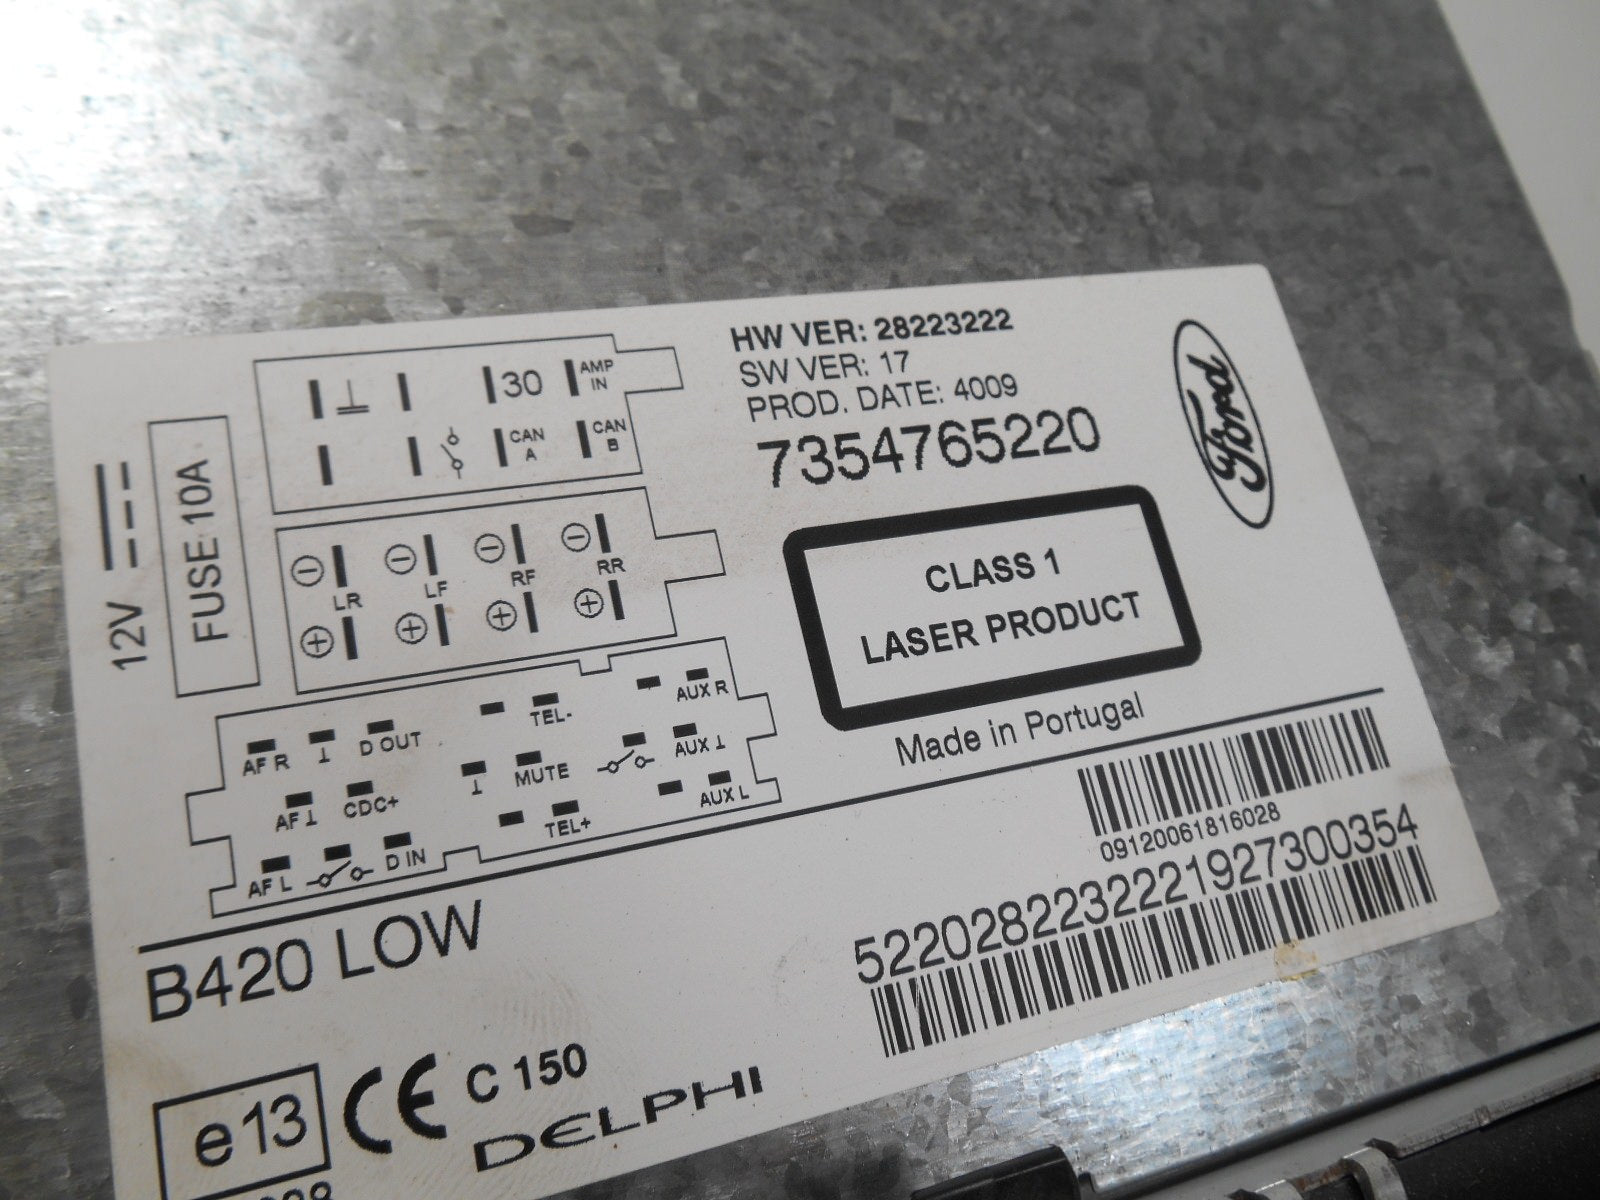 HW VER: 28223222
SW VER: 17
PROD. DATE: 4009
7354765220
Ford
12V
FUSE 10A
30
AMP IN
CAN A
CAN B
LR LF RF RR
CLASS 1
LASER PRODUCT
Made in Portugal
AF R D OUT TEL- AUX R
AF CDC+ MUTE AUX
AF L D IN TEL+ AUX L
09120061816028
52202822322219273003​54
B420 LOW
e13
CE C 150
DELPHI